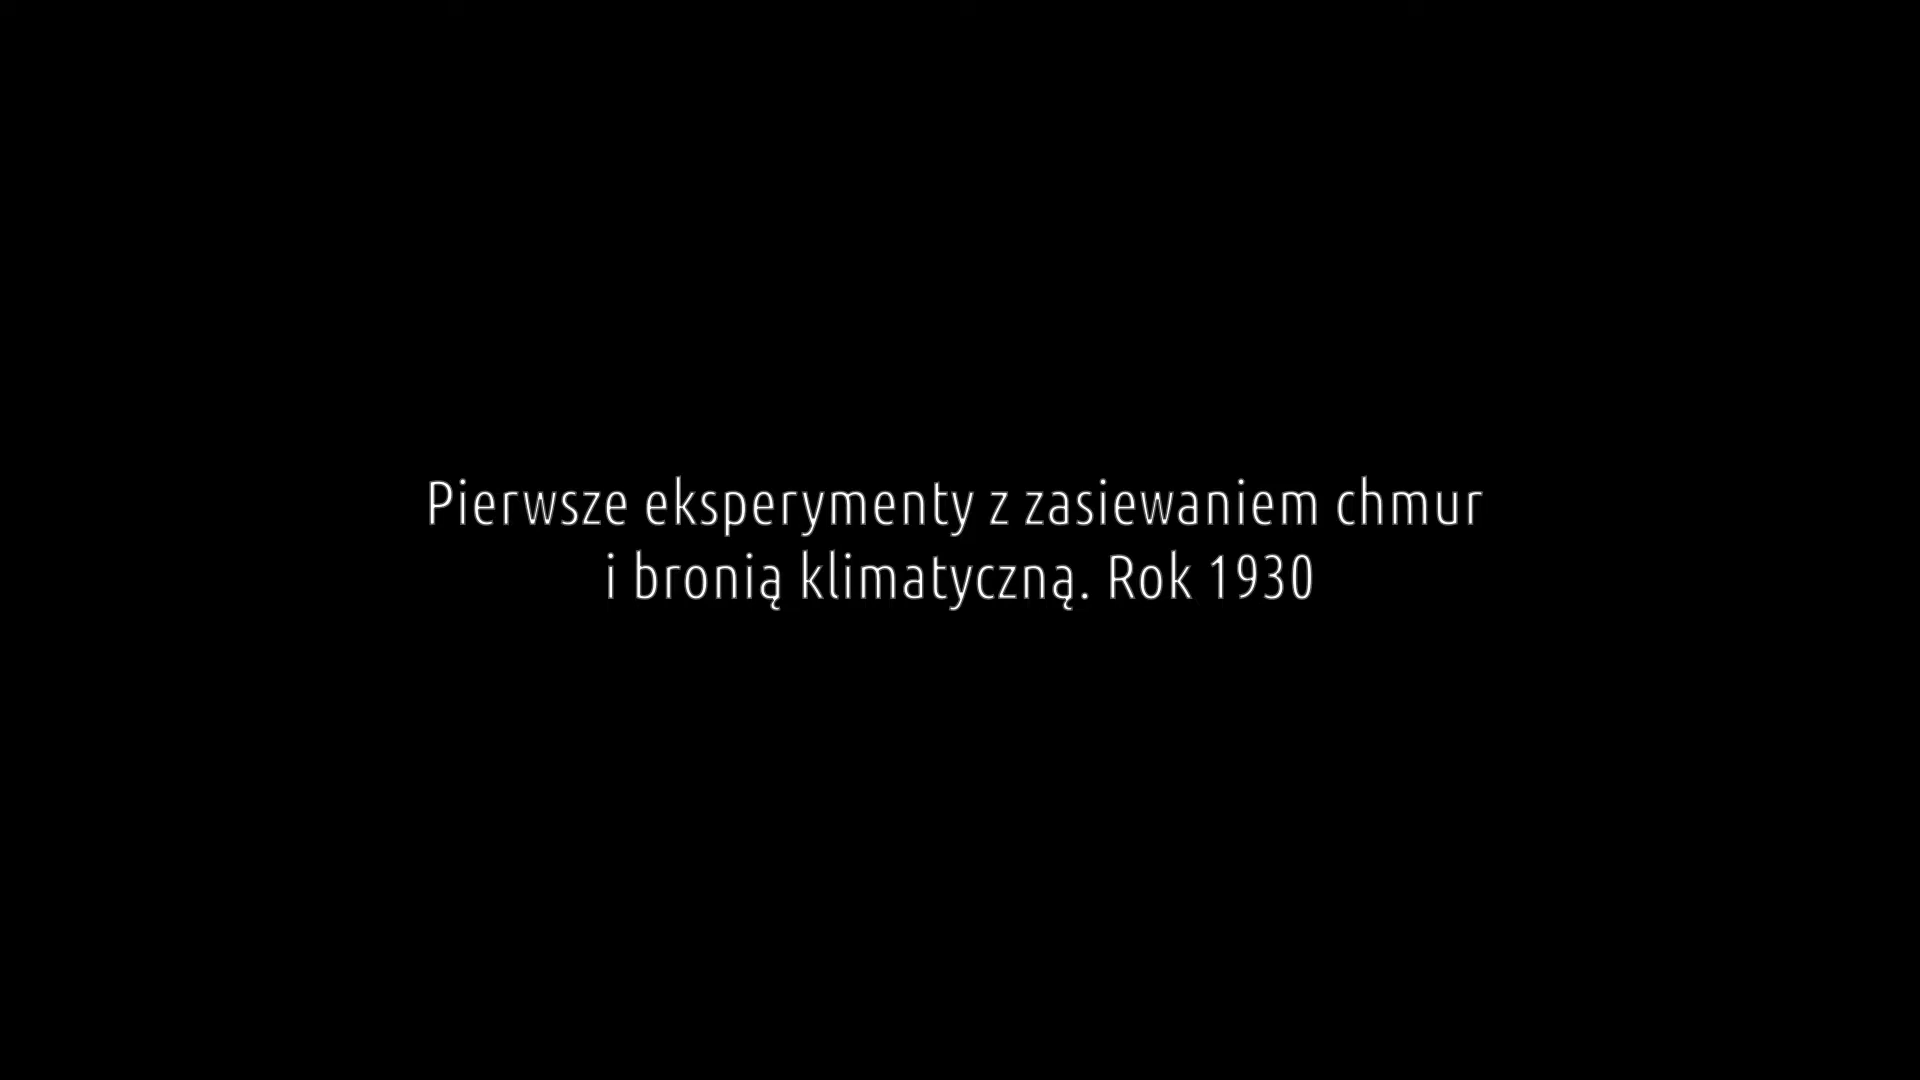 Pierwsze eksperymenty z zasiewaniem chmur
i bronią klimatyczną. Rok 1930